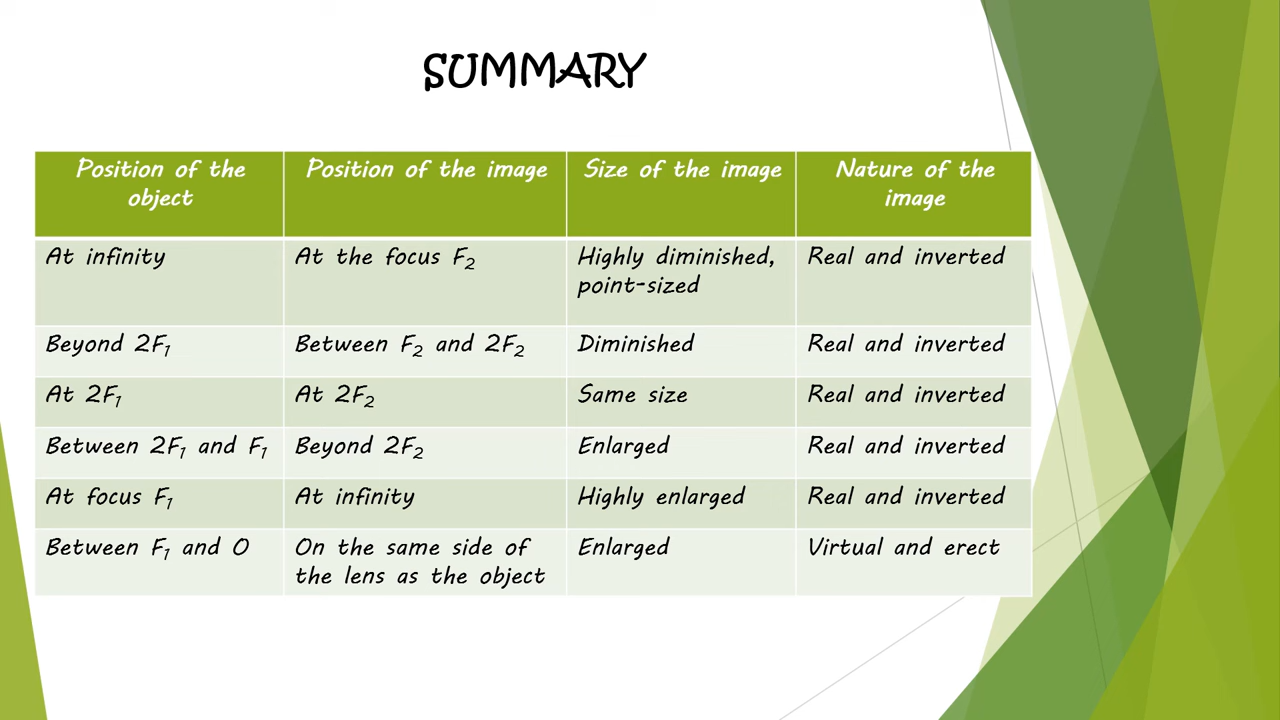 SUMMARY
Position of the object
Position of the image
Size of the image
Nature of the image
At infinity
At the focus F₂
Highly diminished, point-sized
Real and inverted
Beyond 2F₁
Between F₂ and 2F₂
Diminished
Real and inverted
At 2F₁
At 2F₂
Same size
Real and inverted
Between 2F₁ and F₁
Beyond 2F₂
Enlarged
Real and inverted
At focus F₁
At infinity
Highly enlarged
Real and inverted
Between F₁ and O
On the same side of the lens as the object
Enlarged
Virtual and erect